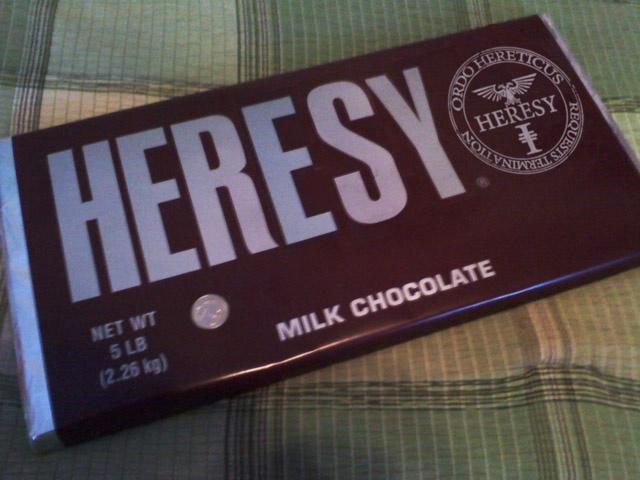 HERESY®
ORDO HERETICUS
HERESY
REQUESTS TERMINATION
MILK CHOCOLATE
NET WT
5 LB
(2.26 kg)